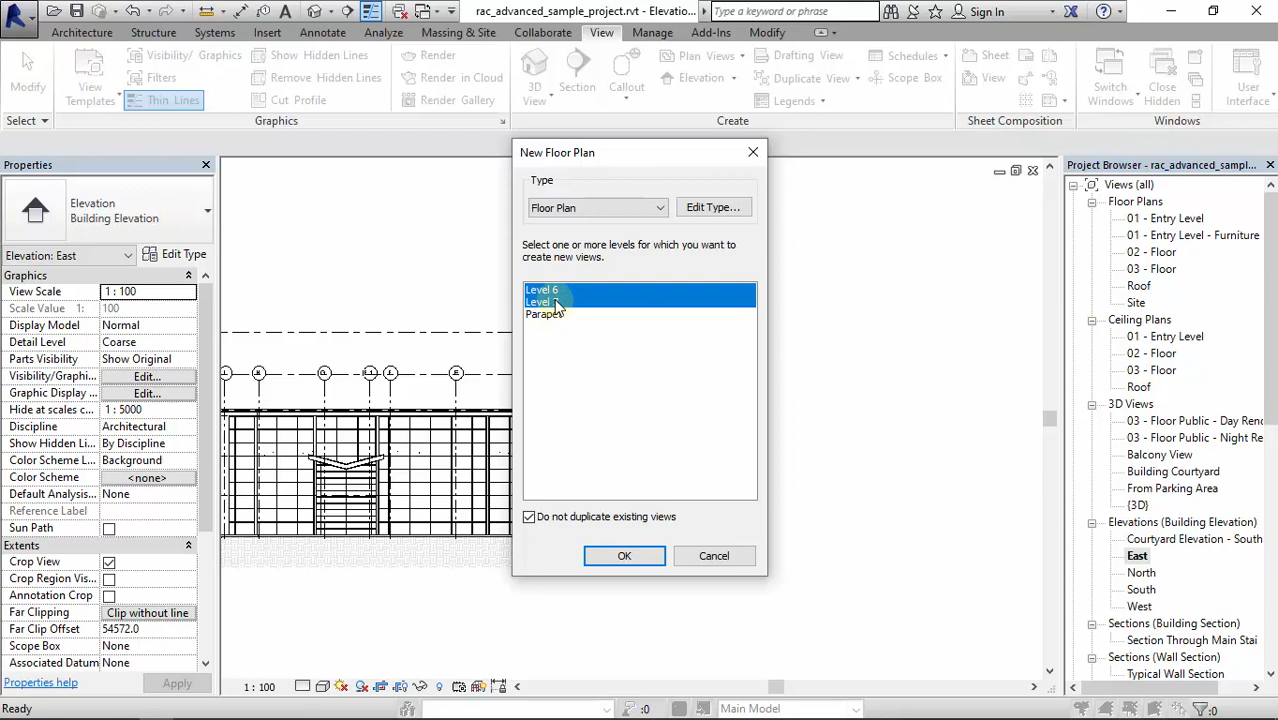 rac_advanced_sample_project.rvt - Elevation...
Type a keyword or phrase
Sign In
Architecture
Structure
Systems
Insert
Annotate
Analyze
Massing & Site
Collaborate
View
Manage
Add-Ins
Modify
Modify
View
Templates
Visibility/ Graphics
Filters
Thin Lines
Show Hidden Lines
Remove Hidden Lines
Cut Profile
Render
Render in Cloud
Render Gallery
3D
View
Section
Callout
Plan Views
Elevation
Drafting View
Duplicate View
Legends
Schedules
Scope Box
Sheet
View
Switch
Windows
Close
Hidden
User
Interface
Select
Graphics
Create
Sheet Composition
Windows
Properties
Elevation
Building Elevation
Elevation: East
Edit Type
Graphics
View Scale 1 : 100
Scale Value 1: 100
Display Model Normal
Detail Level Coarse
Parts Visibility Show Original
Visibility/Graphi... Edit...
Graphic Display ... Edit...
Hide at scales c... 1 : 5000
Discipline Architectural
Show Hidden Li... By Discipline
Color Scheme L... Background
Color Scheme <none>
Default Analysis... None
Reference Label
Sun Path
Extents
Crop View
Crop Region Vis...
Annotation Crop
Far Clipping Clip without line
Far Clip Offset 54572.0
Scope Box None
Associated Datum None
Properties help
Apply
New Floor Plan
Type
Floor Plan
Edit Type...
Select one or more levels for which you want to
create new views.
Level 6
Level
Parapet
Do not duplicate existing views
OK
Cancel
Project Browser - rac_advanced_sampl...
Views (all)
Floor Plans
01 - Entry Level
01 - Entry Level - Furniture
02 - Floor
03 - Floor
Roof
Site
Ceiling Plans
01 - Entry Level
02 - Floor
03 - Floor
Roof
3D Views
03 - Floor Public - Day Ren
03 - Floor Public - Night Re
Balcony View
Building Courtyard
From Parking Area
{3D}
Elevations (Building Elevation)
Courtyard Elevation - South
East
North
South
West
Sections (Building Section)
Section Through Main Stai
Sections (Wall Section)
Typical Wall Section
1 : 100
Ready
:0
Main Model
:0